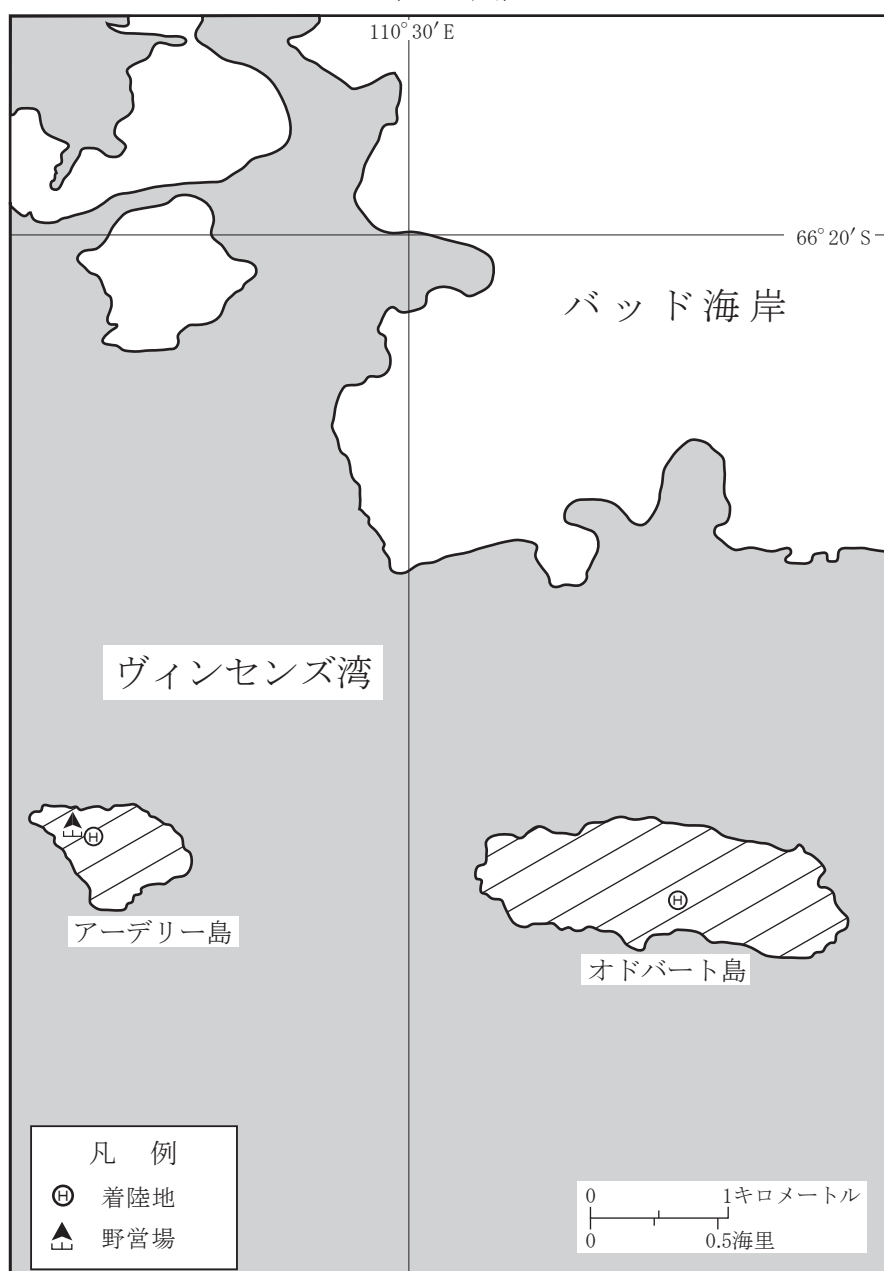 110°30′E
66°20′S
バッド海岸
ヴィンセンズ湾
アーデリー島
オドバート島
凡 例
Ⓗ 着陸地
野営場
0 1キロメートル
0 0.5海里